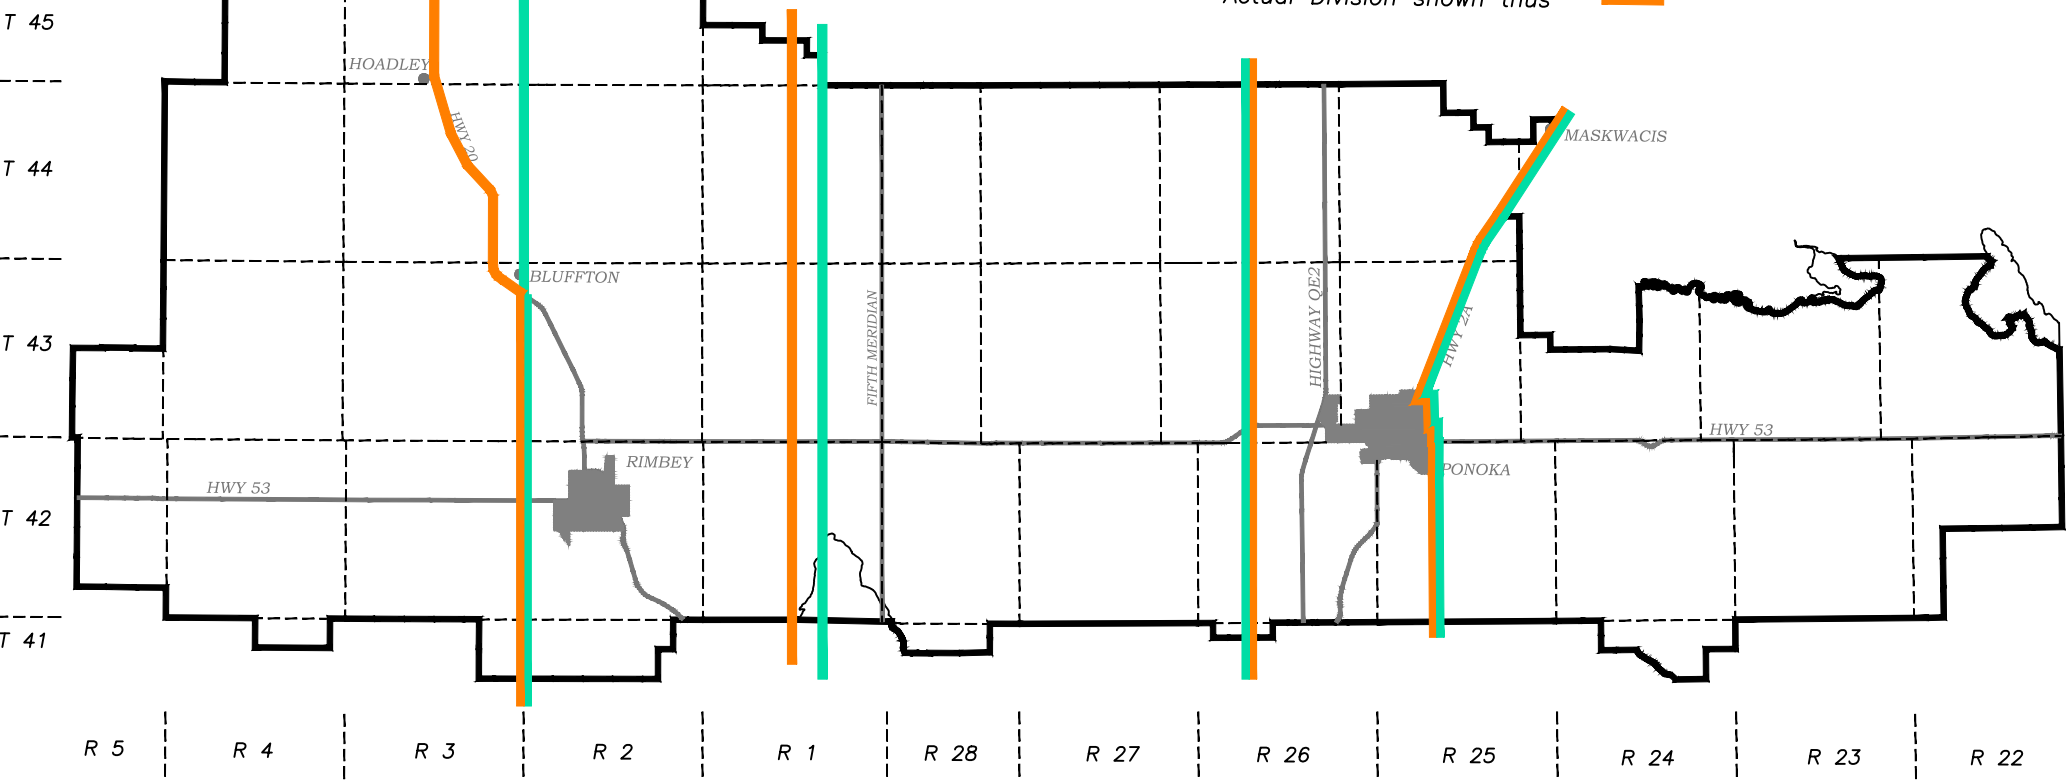 Actual Division shown thus
T 45
HOADLEY
HWY 20
MASKWACIS
T 44
BLUFFTON
FIFTH MERIDIAN
HIGHWAY QE2
HWY 2A
T 43
HWY 53
RIMBEY
PONOKA
HWY 53
T 42
T 41
R 5
R 4
R 3
R 2
R 1
R 28
R 27
R 26
R 25
R 24
R 23
R 22